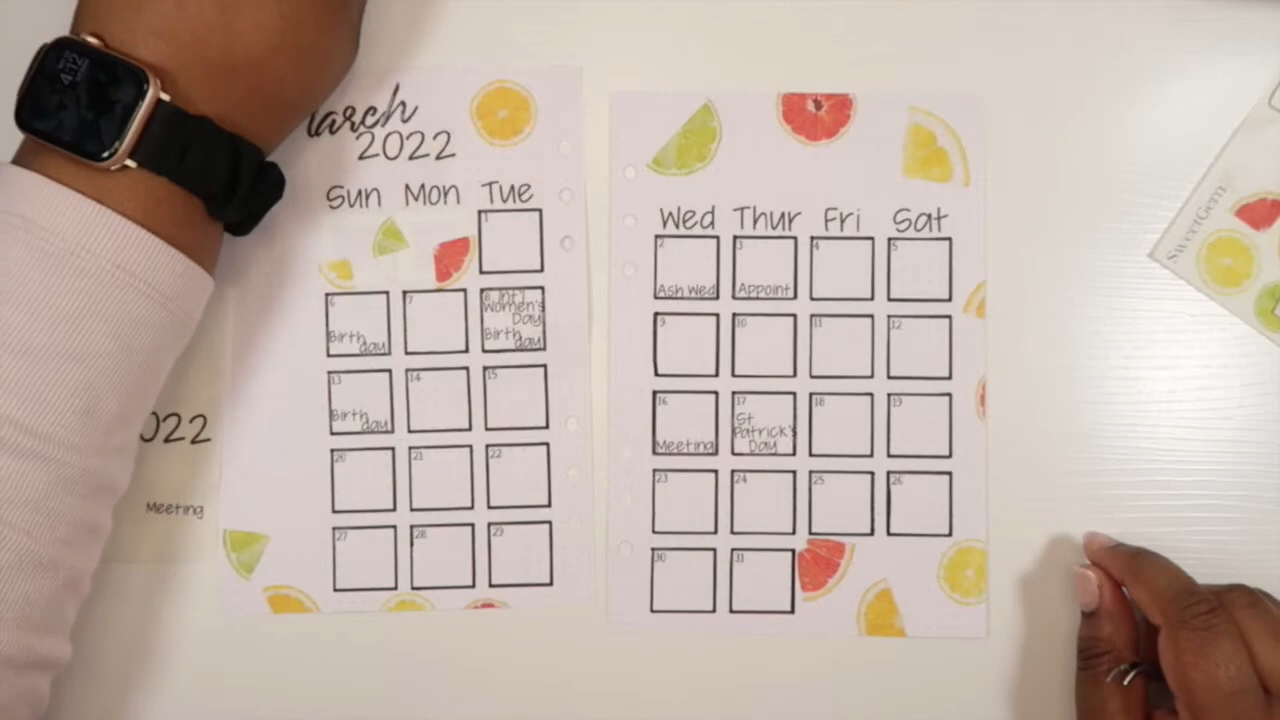 4:12
March
2022
Sun Mon Tue
1
6 7 8 Int'l
Women's
Day
Birth
day
Birth
day
13 14 15
Birth
day
20 21 22
27 28 29
Wed Thur Fri Sat
2 3 4 5
Ash Wed Appoint
9 10 11 12
16 17 18 19
St
Patrick's
Day
Meeting
23 24 25 26
30 31
022
Meeting
SweetGem